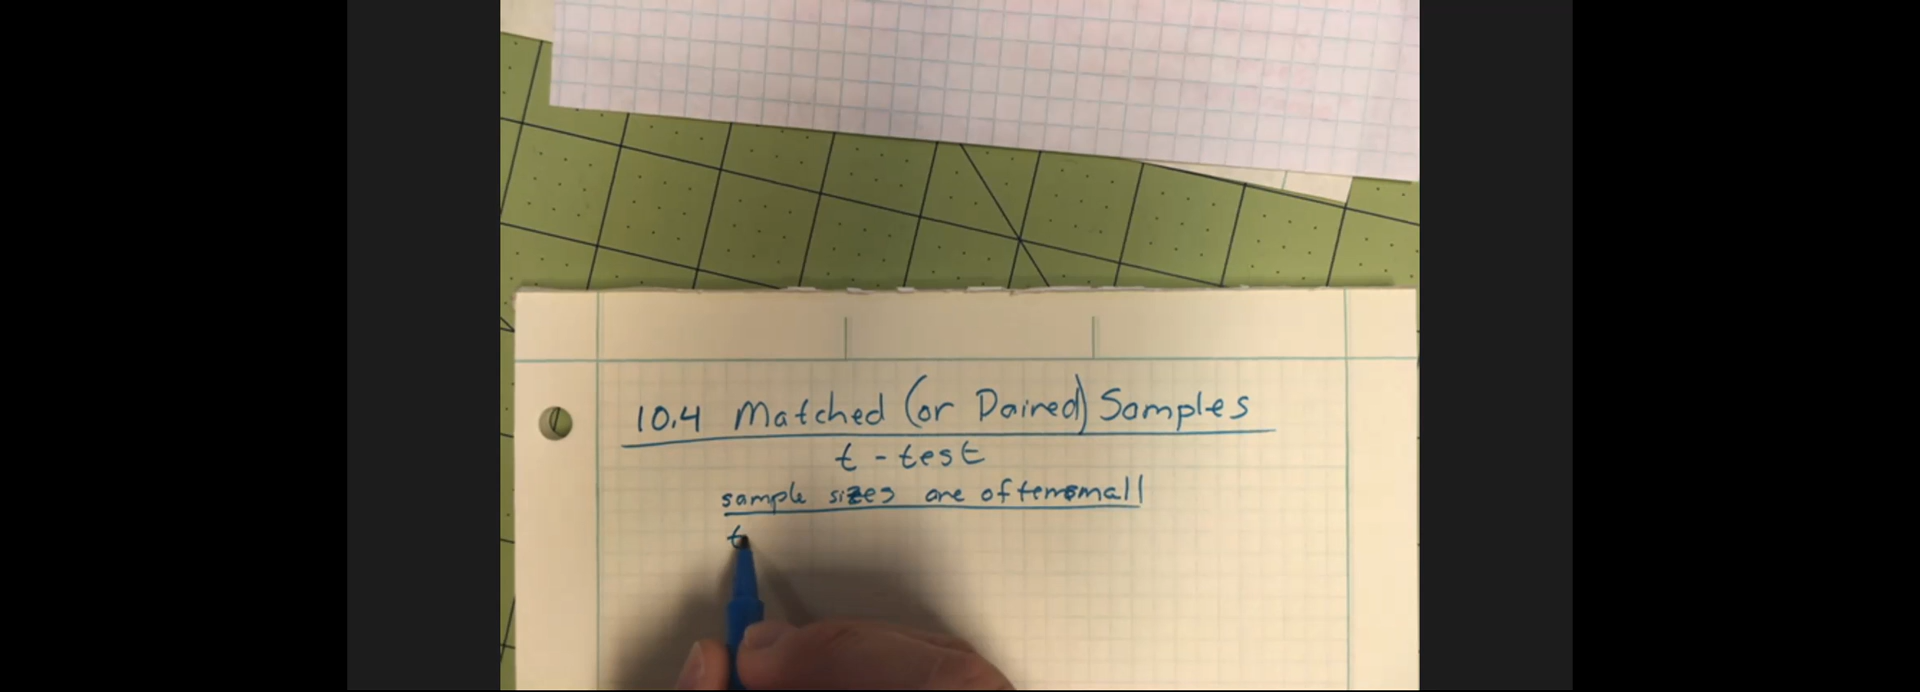 10.4 Matched (or Paired) Samples
t - test
sample sizes are often small
t